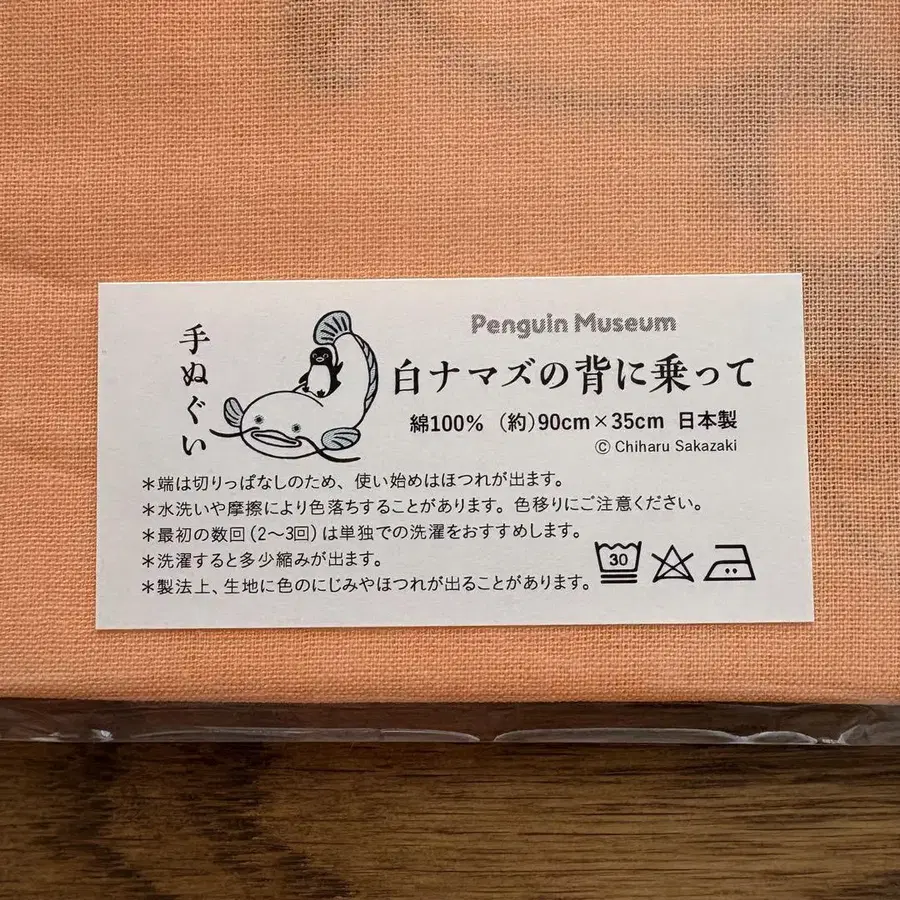 手ぬぐい
Penguin Museum
白ナマズの背に乗って
綿100% (約)90cm×35cm 日本製
© Chiharu Sakazaki
*端は切りっぱなしのため、使い始めはほつれが出ます。
*水洗いや摩擦により色落ちすることがあります。色移りにご注意ください。
*最初の数回(2〜3回)は単独での洗濯をおすすめします。
*洗濯すると多少縮みが出ます。
*製法上、生地に色のにじみやほつれが出ることがあります。
30